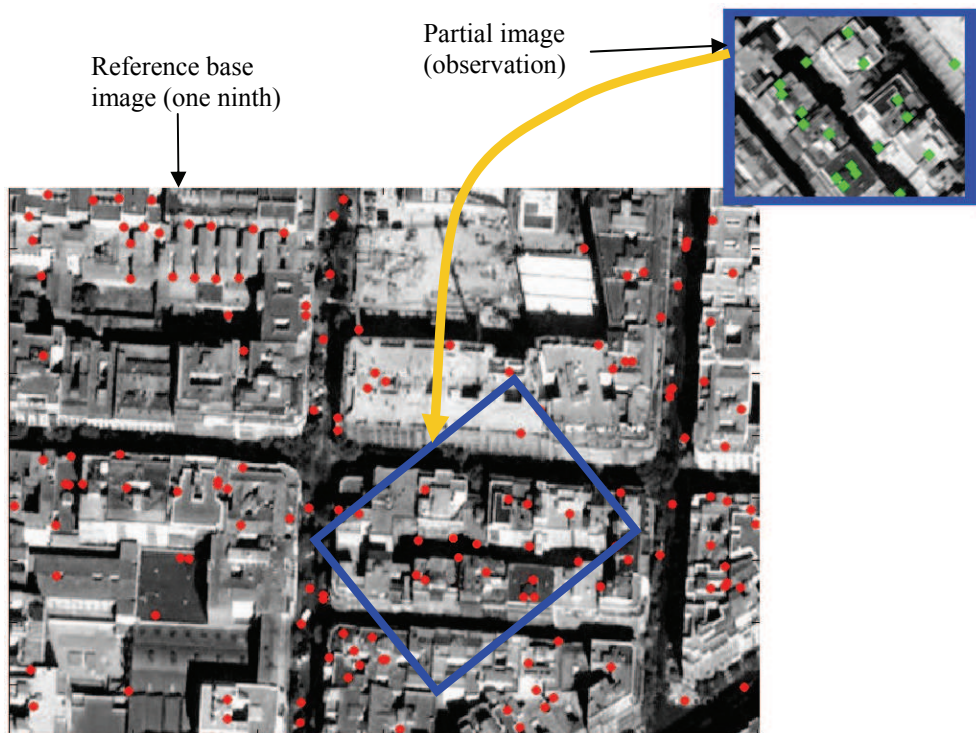 Partial image
(observation)
Reference base
image (one ninth)